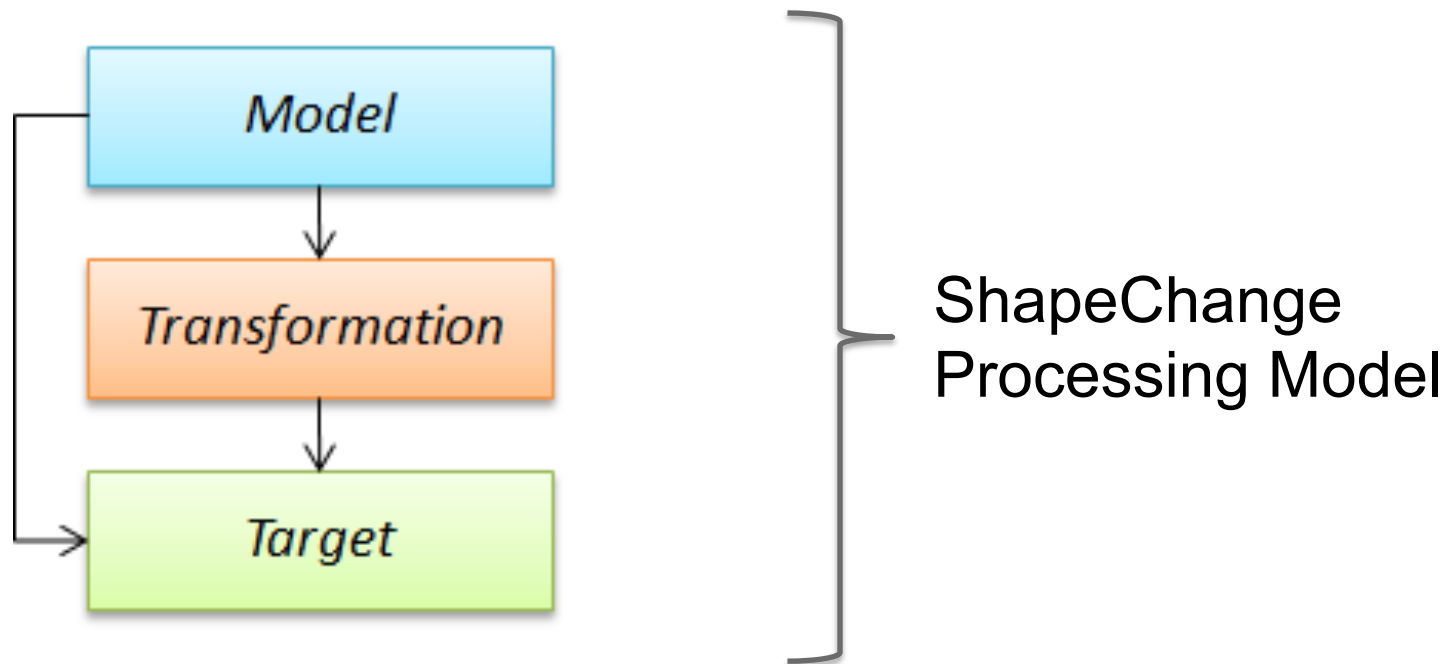 Model
Transformation
Target
ShapeChange
Processing Model